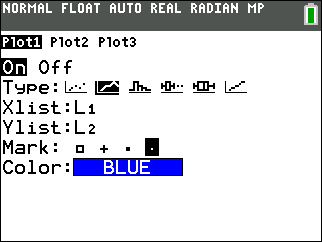 NORMAL FLOAT AUTO REAL RADIAN MP
Plot1 Plot2 Plot3
On Off
Type:
Xlist:L1
Ylist:L2
Mark:
Color: BLUE